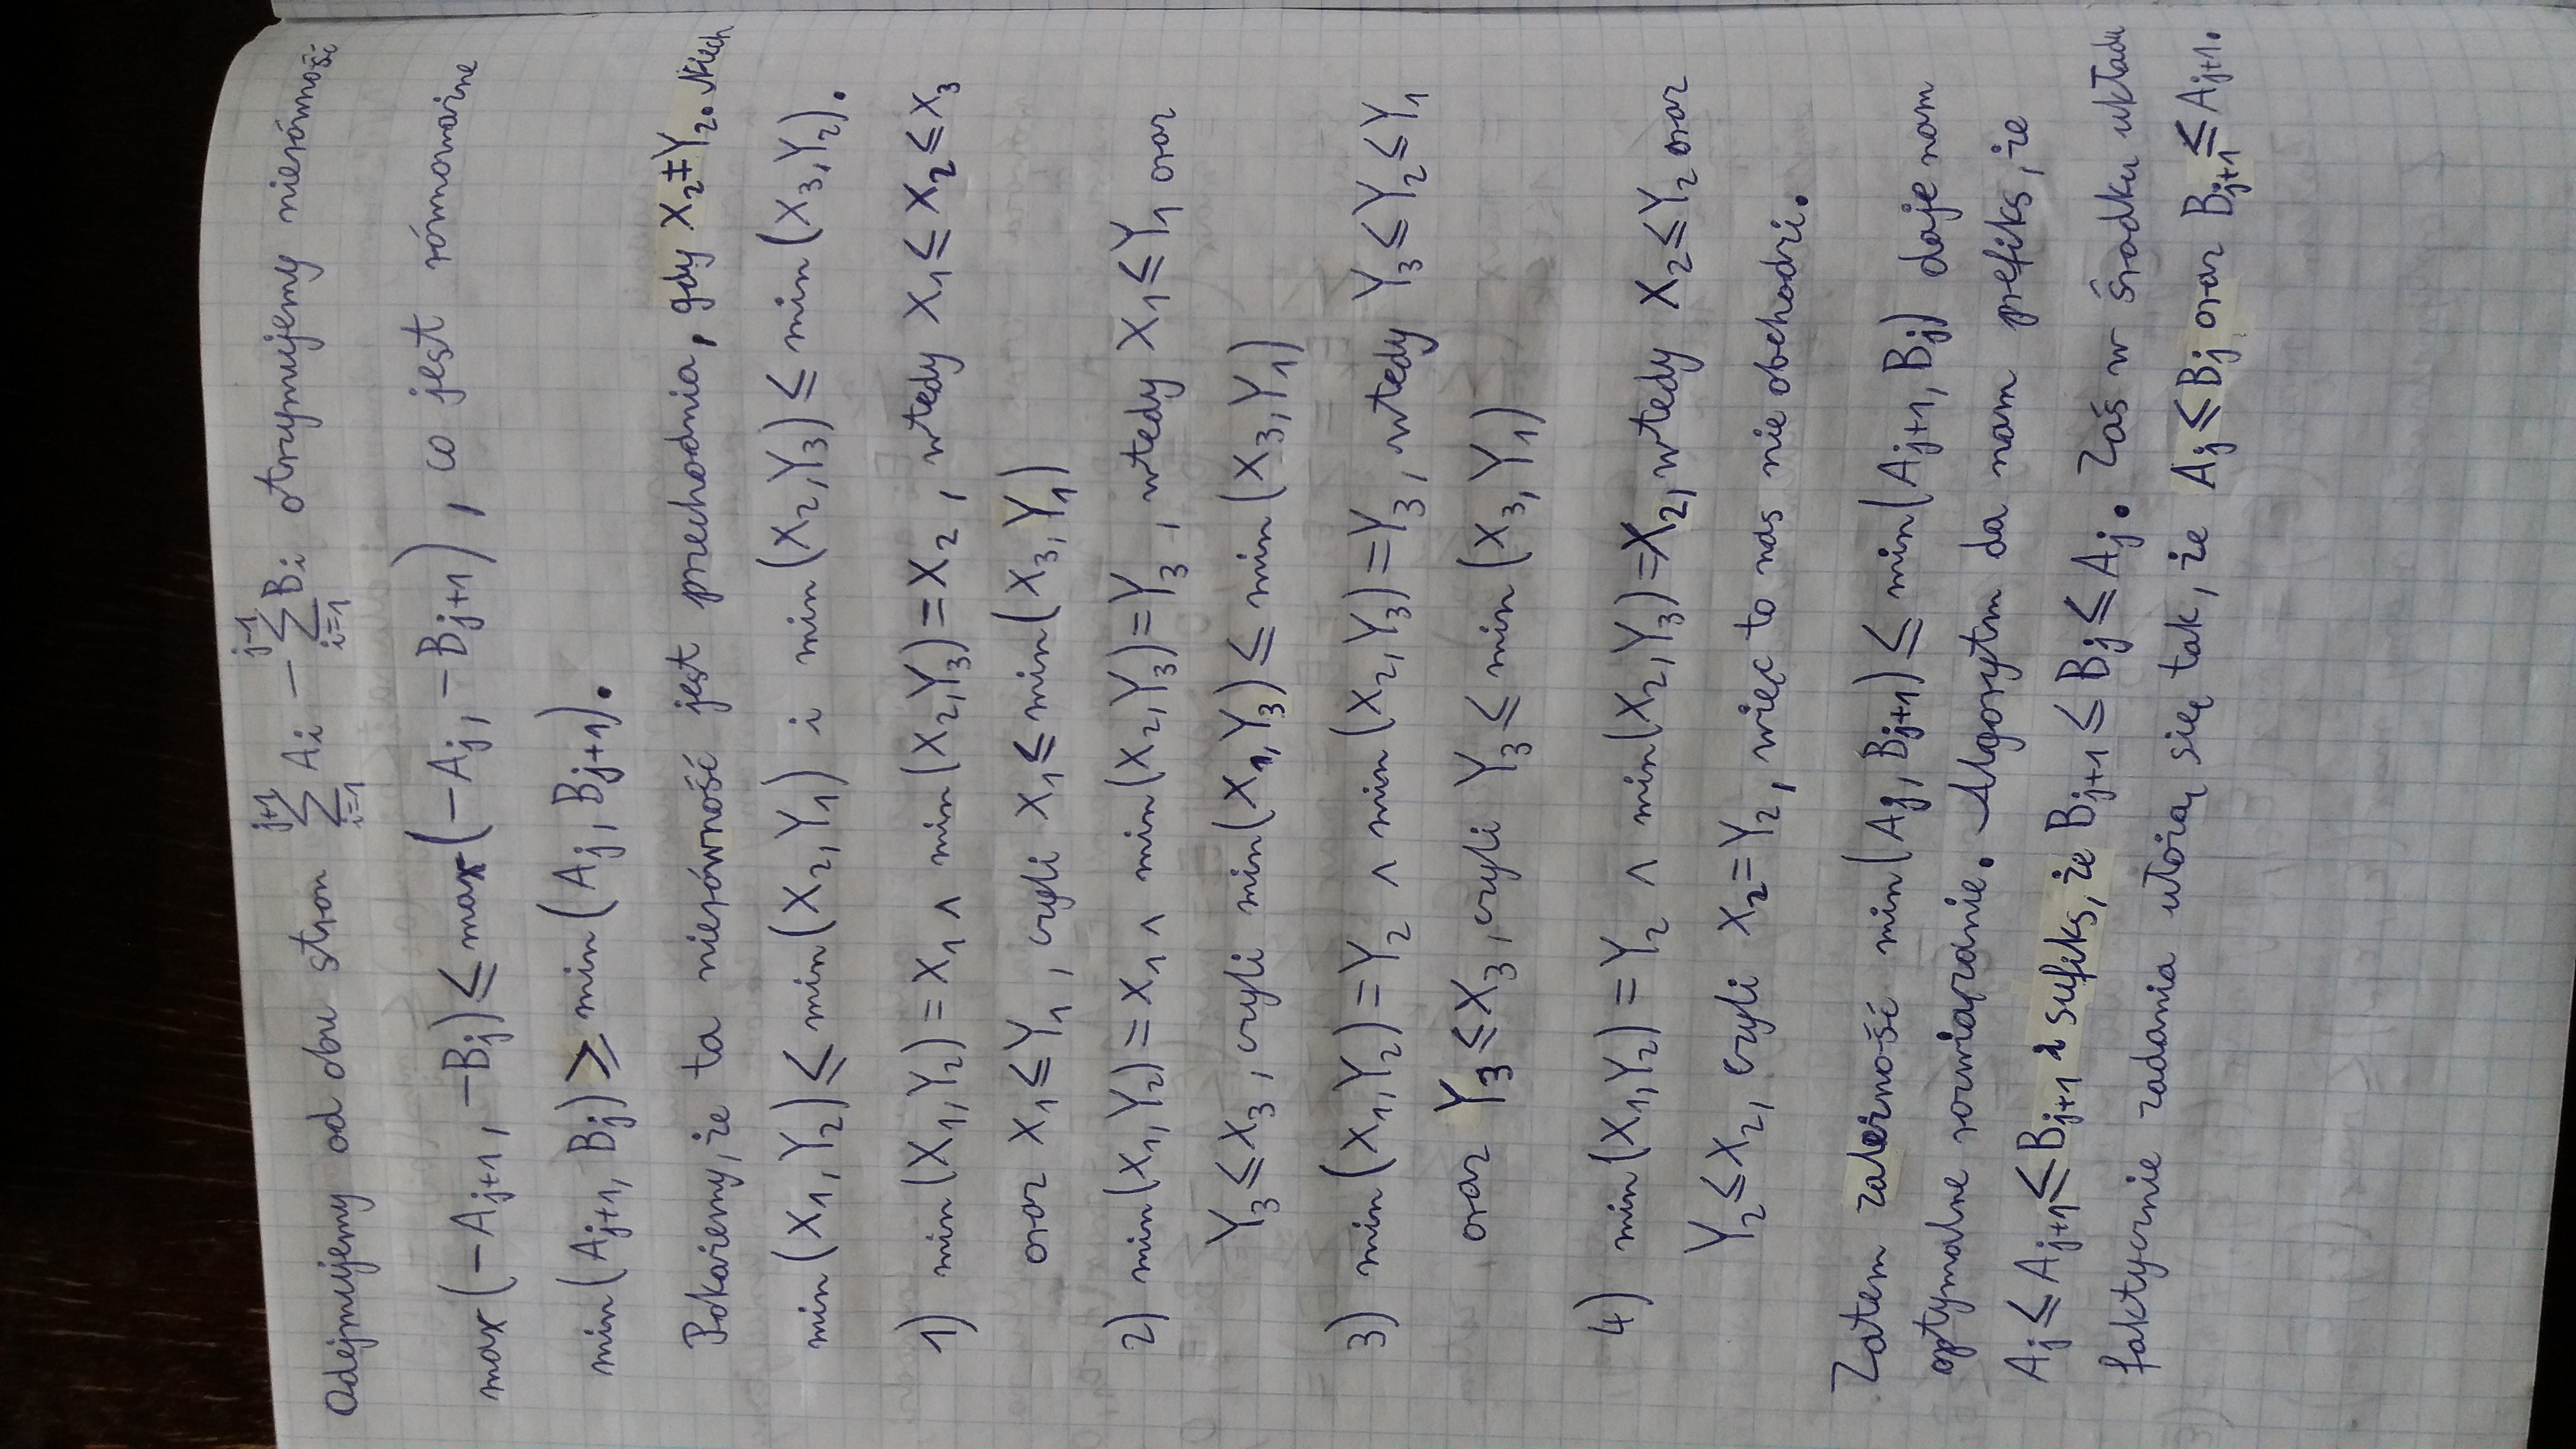 Odejmujemy od obu stron $\sum_{i=1}^{j+1} A_i - \sum_{i=1}^{j-1} B_i$ otrzymujemy nierówność
$\max(-A_{j+1}, -B_j) \leq \max(-A_j, -B_{j+1})$, co jest równoważne
$\min(A_{j+1}, B_j) \geq \min(A_j, B_{j+1})$.
Pokażemy, że ta nierówność jest przechodnia, gdy $X_2 \neq Y_2$. Niech
$\min(X_1, Y_2) \leq \min(X_2, Y_1)$ i $\min(X_2, Y_3) \leq \min(X_3, Y_2)$.
1) $\min(X_1, Y_2) = X_1 \wedge \min(X_2, Y_3) = X_2$, wtedy $X_1 \leq X_2 \leq X_3$
oraz $X_1 \leq Y_1$, czyli $X_1 \leq \min(X_3, Y_1)$
2) $\min(X_1, Y_2) = X_1 \wedge \min(X_2, Y_3) = Y_3$, wtedy $X_1 \leq Y_1$ oraz
$Y_3 \leq X_3$, czyli $\min(X_1, Y_3) \leq \min(X_3, Y_1)$
3) $\min(X_1, Y_2) = Y_2 \wedge \min(X_2, Y_3) = Y_3$, wtedy $Y_3 \leq Y_2 \leq Y_1$
oraz $Y_3 \leq X_3$, czyli $Y_3 \leq \min(X_3, Y_1)$
4) $\min(X_1, Y_2) = Y_2 \wedge \min(X_2, Y_3) = X_2$, wtedy $X_2 \leq Y_2$ oraz
$Y_2 \leq X_2$, czyli $X_2 = Y_2$, więc to nas nie obchodzi.
Zatem zależność $\min(A_j, B_{j+1}) \leq \min(A_{j+1}, B_j)$ daje nam
optymalne rozwiązanie. Algorytm da nam prefiks, że
$A_j \leq A_{j+1} \leq B_{j+1}$ i sufiks, że $B_{j+1} \leq B_j \leq A_j$. Zaś w środku układu
faktycznie zadania ułożą się tak, że $A_j \leq B_j$ oraz $B_{j+1} \leq A_{j+1}$.